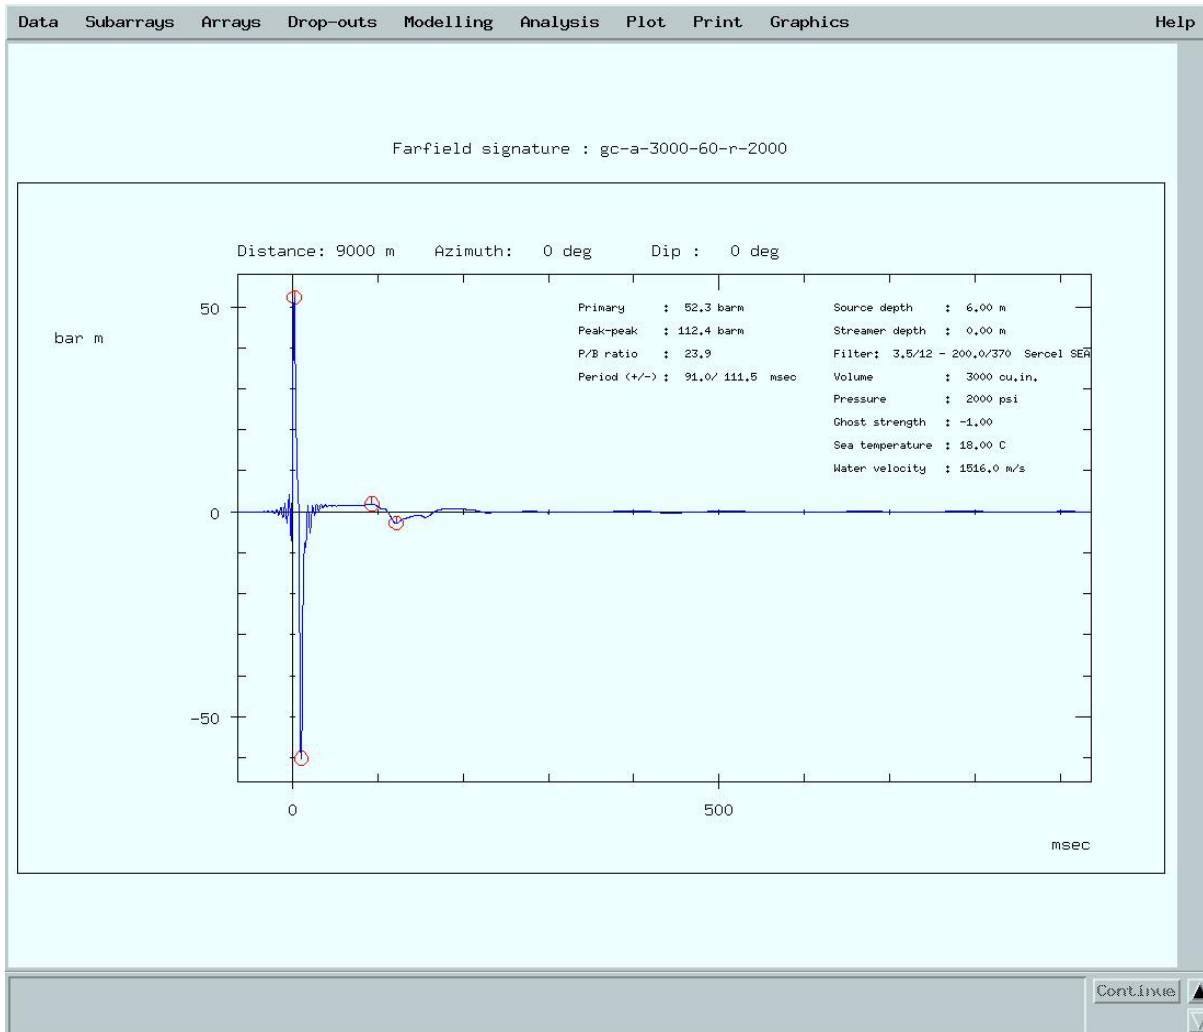 Data Subarrays Arrays Drop-outs Modelling Analysis Plot Print Graphics Help
Farfield signature : gc-a-3000-60-r-2000
Distance: 9000 m Azimuth: 0 deg Dip : 0 deg
50
bar m
0
-50
Primary : 52.3 barm
Peak-peak : 112.4 barm
P/B ratio : 23.9
Period (+/-) : 91.0/ 111.5 msec
Source depth : 6.00 m
Streamer depth : 0.00 m
Filter: 3.5/12 - 200.0/370 Sercel SEA
Volume : 3000 cu.in.
Pressure : 2000 psi
Ghost strength : -1.00
Sea temperature : 18.00 C
Water velocity : 1516.0 m/s
0 500
msec
Continue